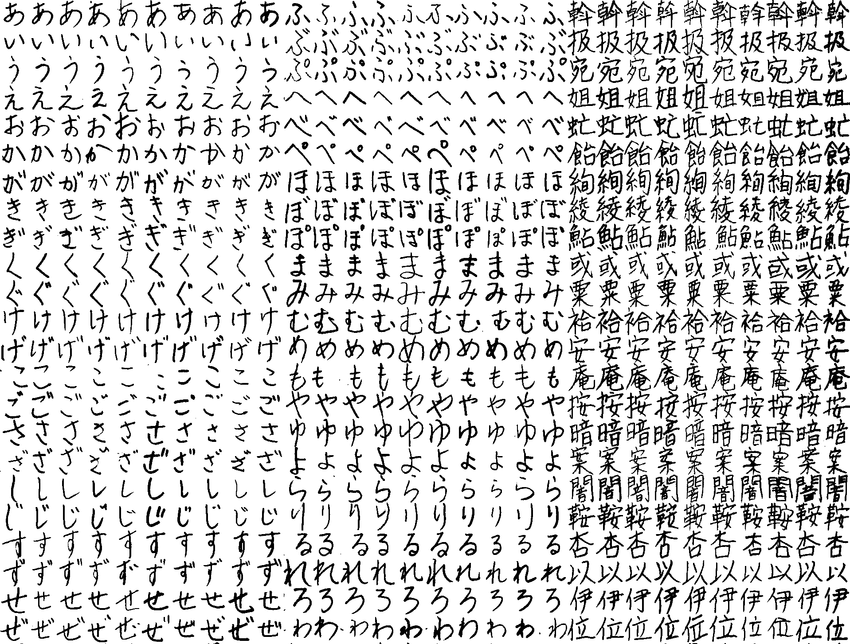 ああああああああああふふふふふふふふふふ斡斡斡斡斡斡斡斡斡斡
いいいいいいいいいいぶぶぶぶぶぶぶぶぶぶ扱扱扱扱扱扱扱扱扱扱
ううううううううううぷぷぷぷぷぷぷぷぷぷ宛宛宛宛宛宛宛宛宛宛
ええええええええええへへへへへへへへへへ姐姐姐姐姐姐姐姐姐姐
おおおおおおおおおおべべべべべべべべべべ虻虻虻虻虻虻虻虻虻虻
かかかかかかかかかかぺぺぺぺぺぺぺぺぺぺ飴飴飴飴飴飴飴飴飴飴
ががががががががががほほほほほほほほほほ絢絢絢絢絢絢絢絢絢絢
ききききききききききぼぼぼぼぼぼぼぼぼぼ綾綾綾綾綾綾綾綾綾綾
ぎぎぎぎぎぎぎぎぎぎぽぽぽぽぽぽぽぽぽぽ鮎鮎鮎鮎鮎鮎鮎鮎鮎鮎
くくくくくくくくくくまままままままままま或或或或或或或或或或
ぐぐぐぐぐぐぐぐぐぐみみみみみみみみみみ粟粟粟粟粟粟粟粟粟粟
けけけけけけけけけけむむむむむむむむむむ袷袷袷袷袷袷袷袷袷袷
げげげげげげげげげげめめめめめめめめめめ安安安安安安安安安安
ここここここここここもももももももももも庵庵庵庵庵庵庵庵庵庵
ごごごごごごごごごごやややややややややや按按按按按按按按按按
ささささささささささゆゆゆゆゆゆゆゆゆゆ暗暗暗暗暗暗暗暗暗暗
ざざざざざざざざざざよよよよよよよよよよ案案案案案案案案案案
ししししししししししらららららららららら闇闇闇闇闇闇闇闇闇闇
じじじじじじじじじじりりりりりりりりりり鞍鞍鞍鞍鞍鞍鞍鞍鞍鞍
すすすすすすすすすするるるるるるるるるる杏杏杏杏杏杏杏杏杏杏
ずずずずずずずずずずれれれれれれれれれれ以以以以以以以以以以
せせせせせせせせせせろろろろろろろろろろ伊伊伊伊伊伊伊伊伊伊
ぜぜぜぜぜぜぜぜぜぜわわわわわわわわわわ位位位位位位位位位位